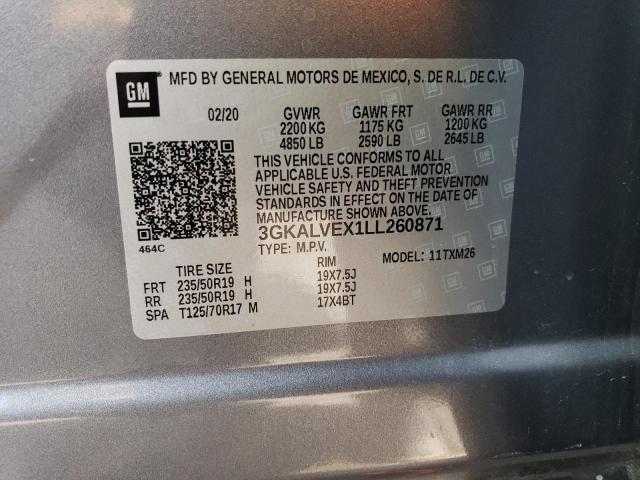 GM MFD BY GENERAL MOTORS DE MEXICO, S. DE R.L. DE C.V.
02/20 GVWR GAWR FRT GAWR RR
2200 KG 1175 KG 1200 KG
4850 LB 2590 LB 2645 LB
THIS VEHICLE CONFORMS TO ALL
APPLICABLE U.S. FEDERAL MOTOR
VEHICLE SAFETY AND THEFT PREVENTION
STANDARDS IN EFFECT ON THE DATE OF
MANUFACTURE SHOWN ABOVE.
464C 3GKALVEX1LL260871
TYPE: M.P.V. MODEL: 11TXM26
TIRE SIZE RIM
FRT 235/50R19 H 19X7.5J
RR 235/50R19 H 19X7.5J
SPA T125/70R17 M 17X4BT